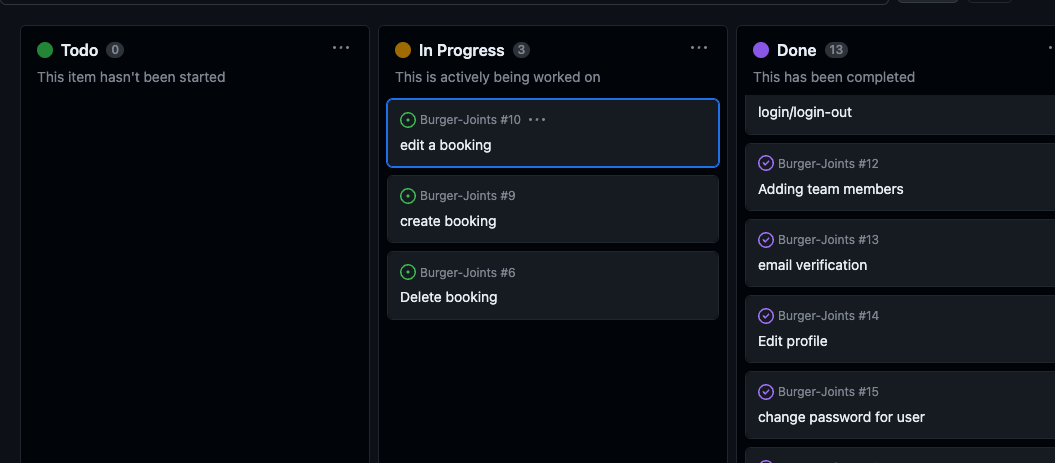 Todo 0
This item hasn't been started
In Progress 3
This is actively being worked on
Burger-Joints #10
edit a booking
Burger-Joints #9
create booking
Burger-Joints #6
Delete booking
Done 13
This has been completed
login/login-out
Burger-Joints #12
Adding team members
Burger-Joints #13
email verification
Burger-Joints #14
Edit profile
Burger-Joints #15
change password for user